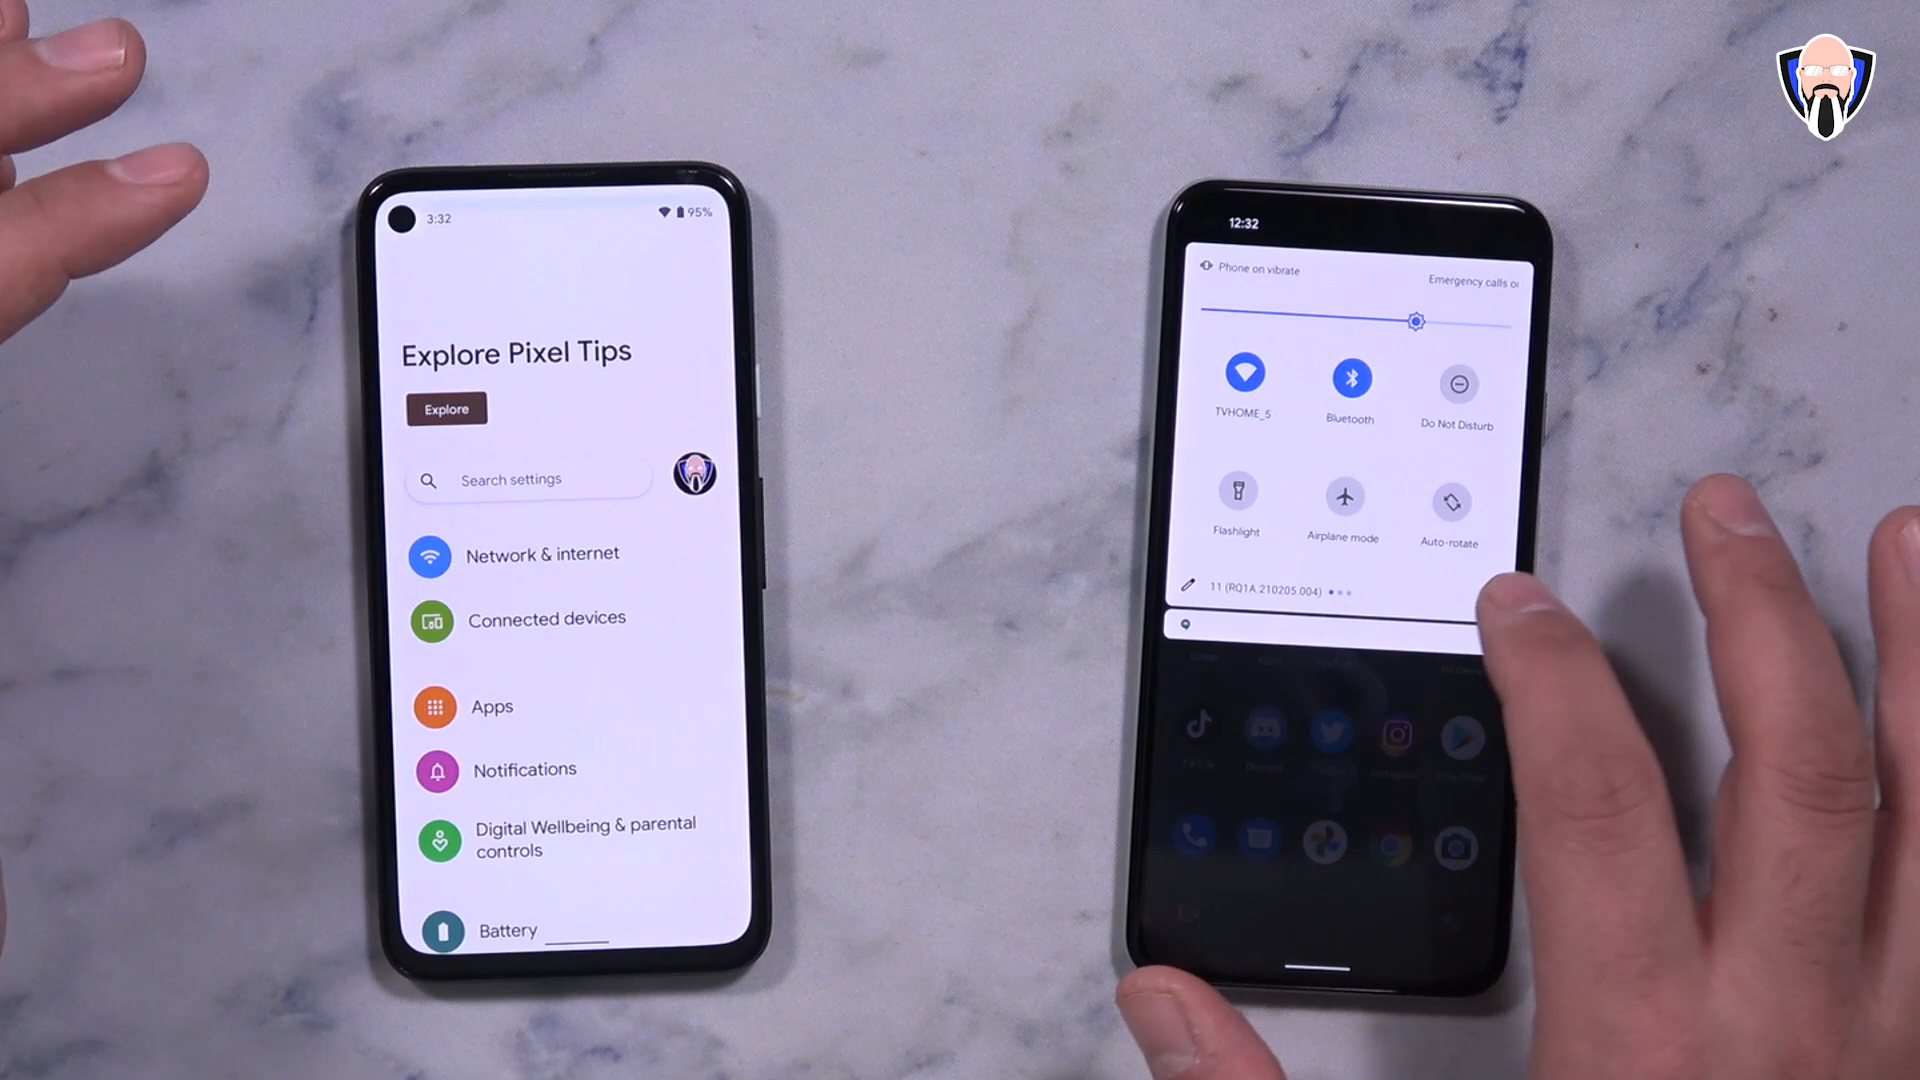 3:32
95%
Explore Pixel Tips
Explore
Search settings
Network & internet
Connected devices
Apps
Notifications
Digital Wellbeing & parental
controls
Battery
12:32
Phone on vibrate
Emergency calls or
TVHOME_5
Bluetooth
Do Not Disturb
Flashlight
Airplane mode
Auto-rotate
11 (RQ1A.210205.004)